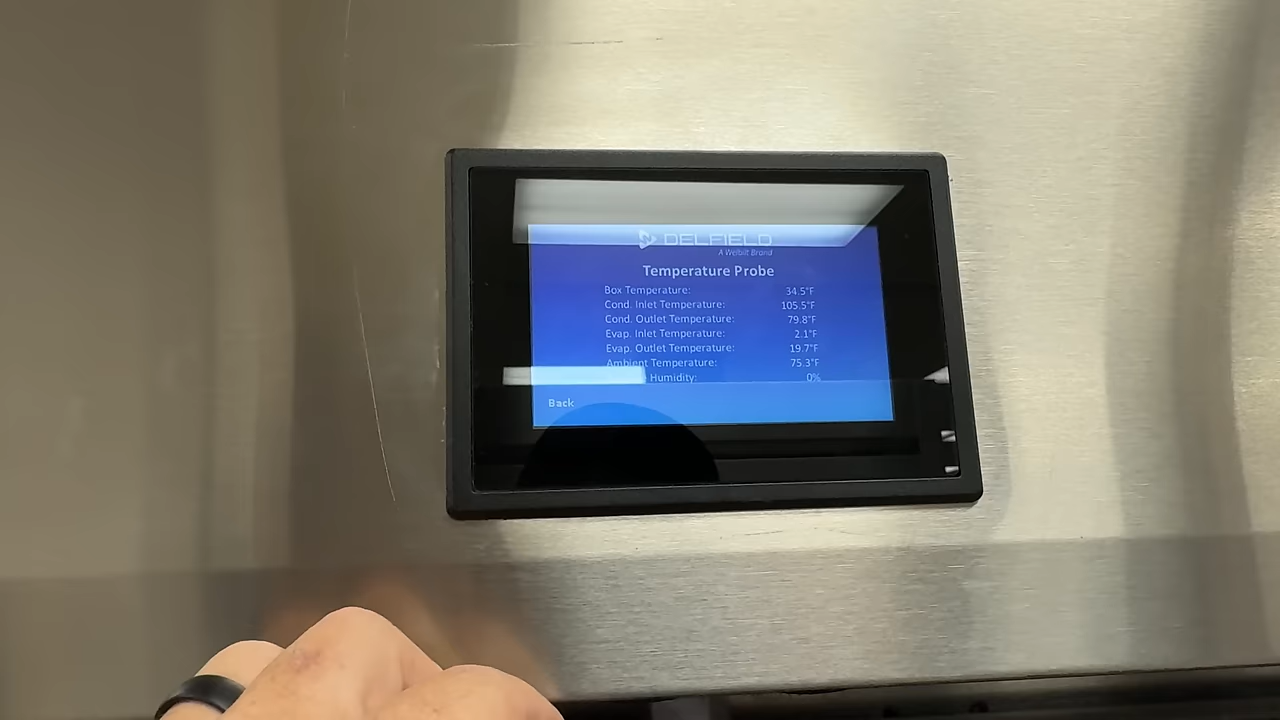 DELFIELD
A Welbilt Brand
Temperature Probe
Box Temperature: 34.5°F
Cond. Inlet Temperature: 105.5°F
Cond. Outlet Temperature: 79.8°F
Evap. Inlet Temperature: 2.1°F
Evap. Outlet Temperature: 19.7°F
Ambient Temperature: 75.3°F
Humidity: 0%
Back